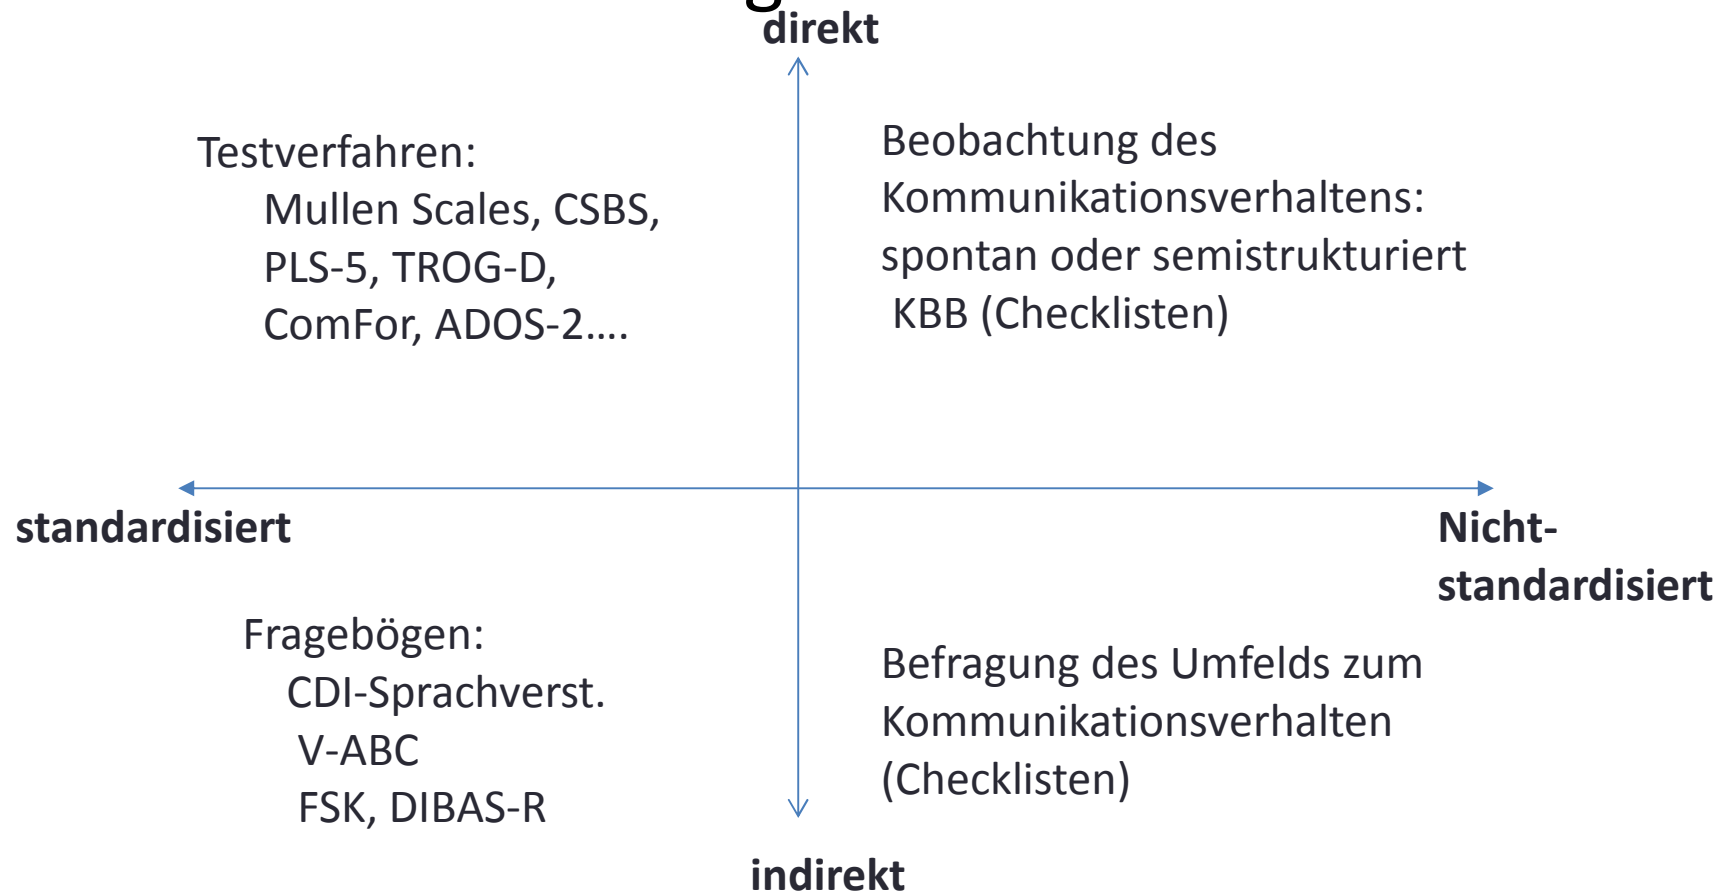 direkt
Testverfahren:
Mullen Scales, CSBS,
PLS-5, TROG-D,
ComFor, ADOS-2....
Beobachtung des
Kommunikationsverhaltens:
spontan oder semistrukturiert
KBB (Checklisten)
standardisiert
Nicht-
standardisiert
Fragebögen:
CDI-Sprachverst.
V-ABC
FSK, DIBAS-R
Befragung des Umfelds zum
Kommunikationsverhalten
(Checklisten)
indirekt